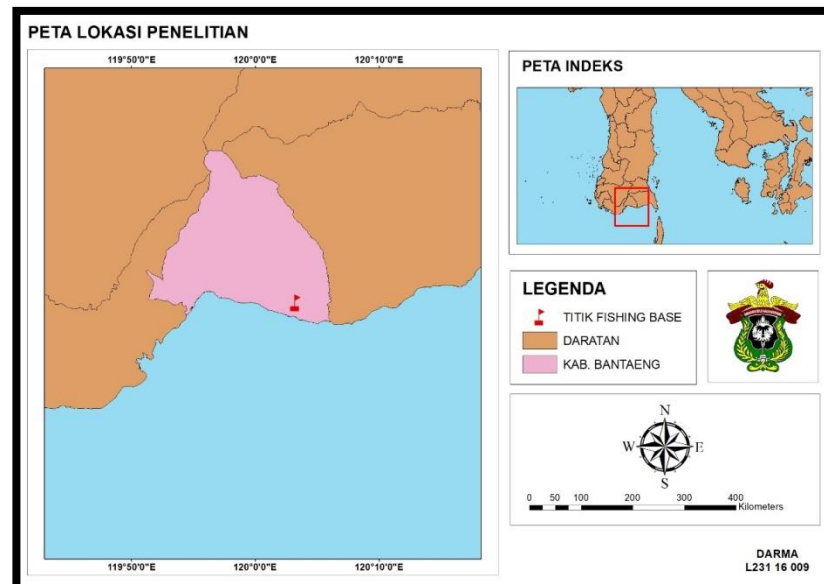 PETA LOKASI PENELITIAN
119°50'0"E 120°0'0"E 120°10'0"E
119°50'0"E 120°0'0"E 120°10'0"E
PETA INDEKS
LEGENDA
TITIK FISHING BASE
DARATAN
KAB. BANTAENG
N
W E
S
0 25 50 100 200 300 400
Kilometers
DARMA
L231 16 009